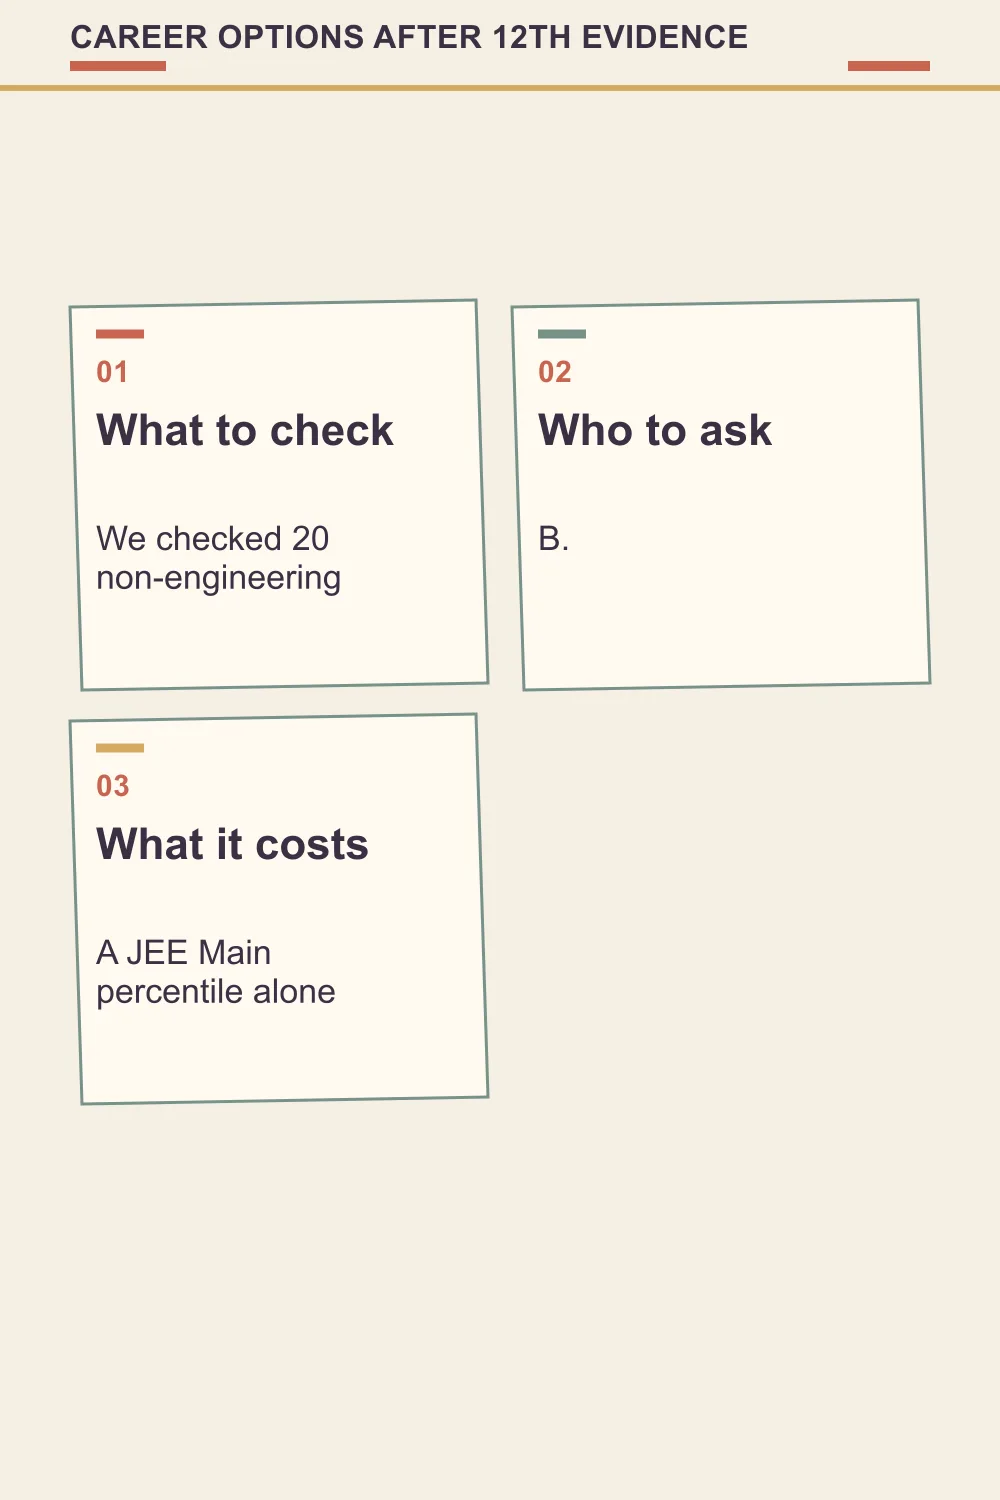 CAREER OPTIONS AFTER 12TH EVIDENCE
01
What to check
We checked 20
non-engineering
02
Who to ask
B.
03
What it costs
A JEE Main
percentile alone